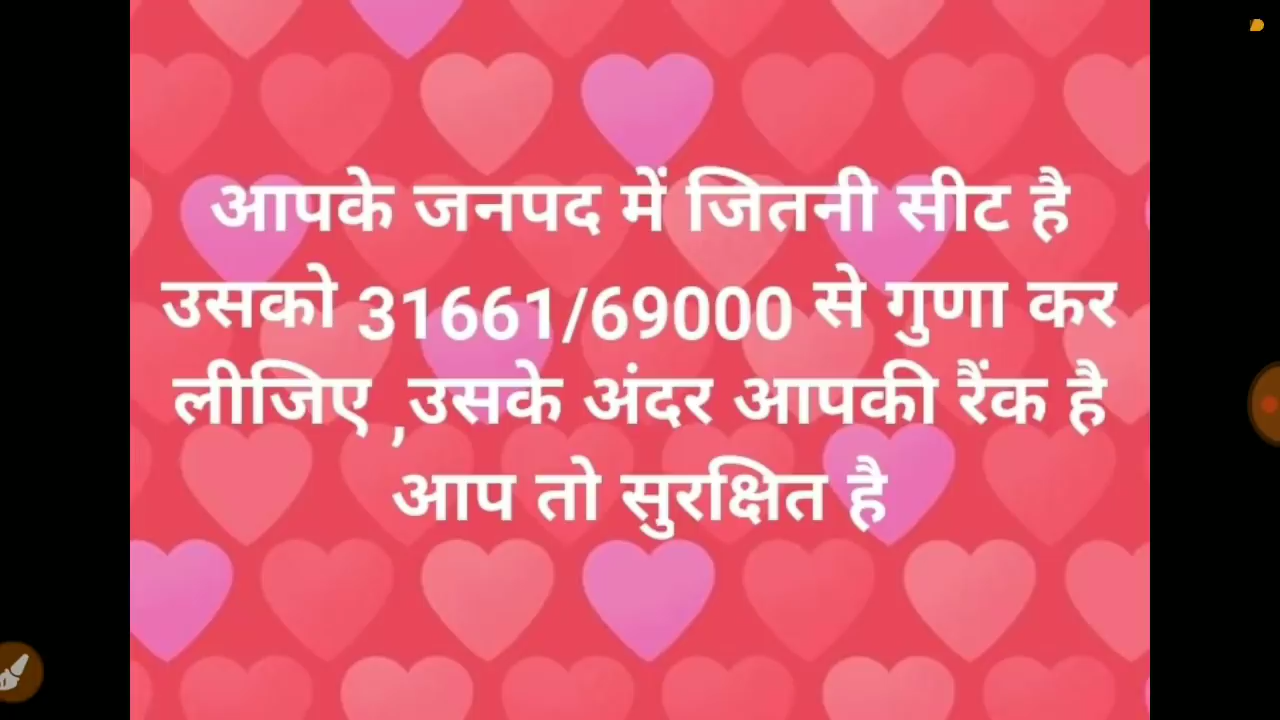 आपके जनपद में जितनी सीट है
उसको 31661/69000 से गुणा कर
लीजिए ,उसके अंदर आपकी रैंक है
आप तो सुरक्षित है